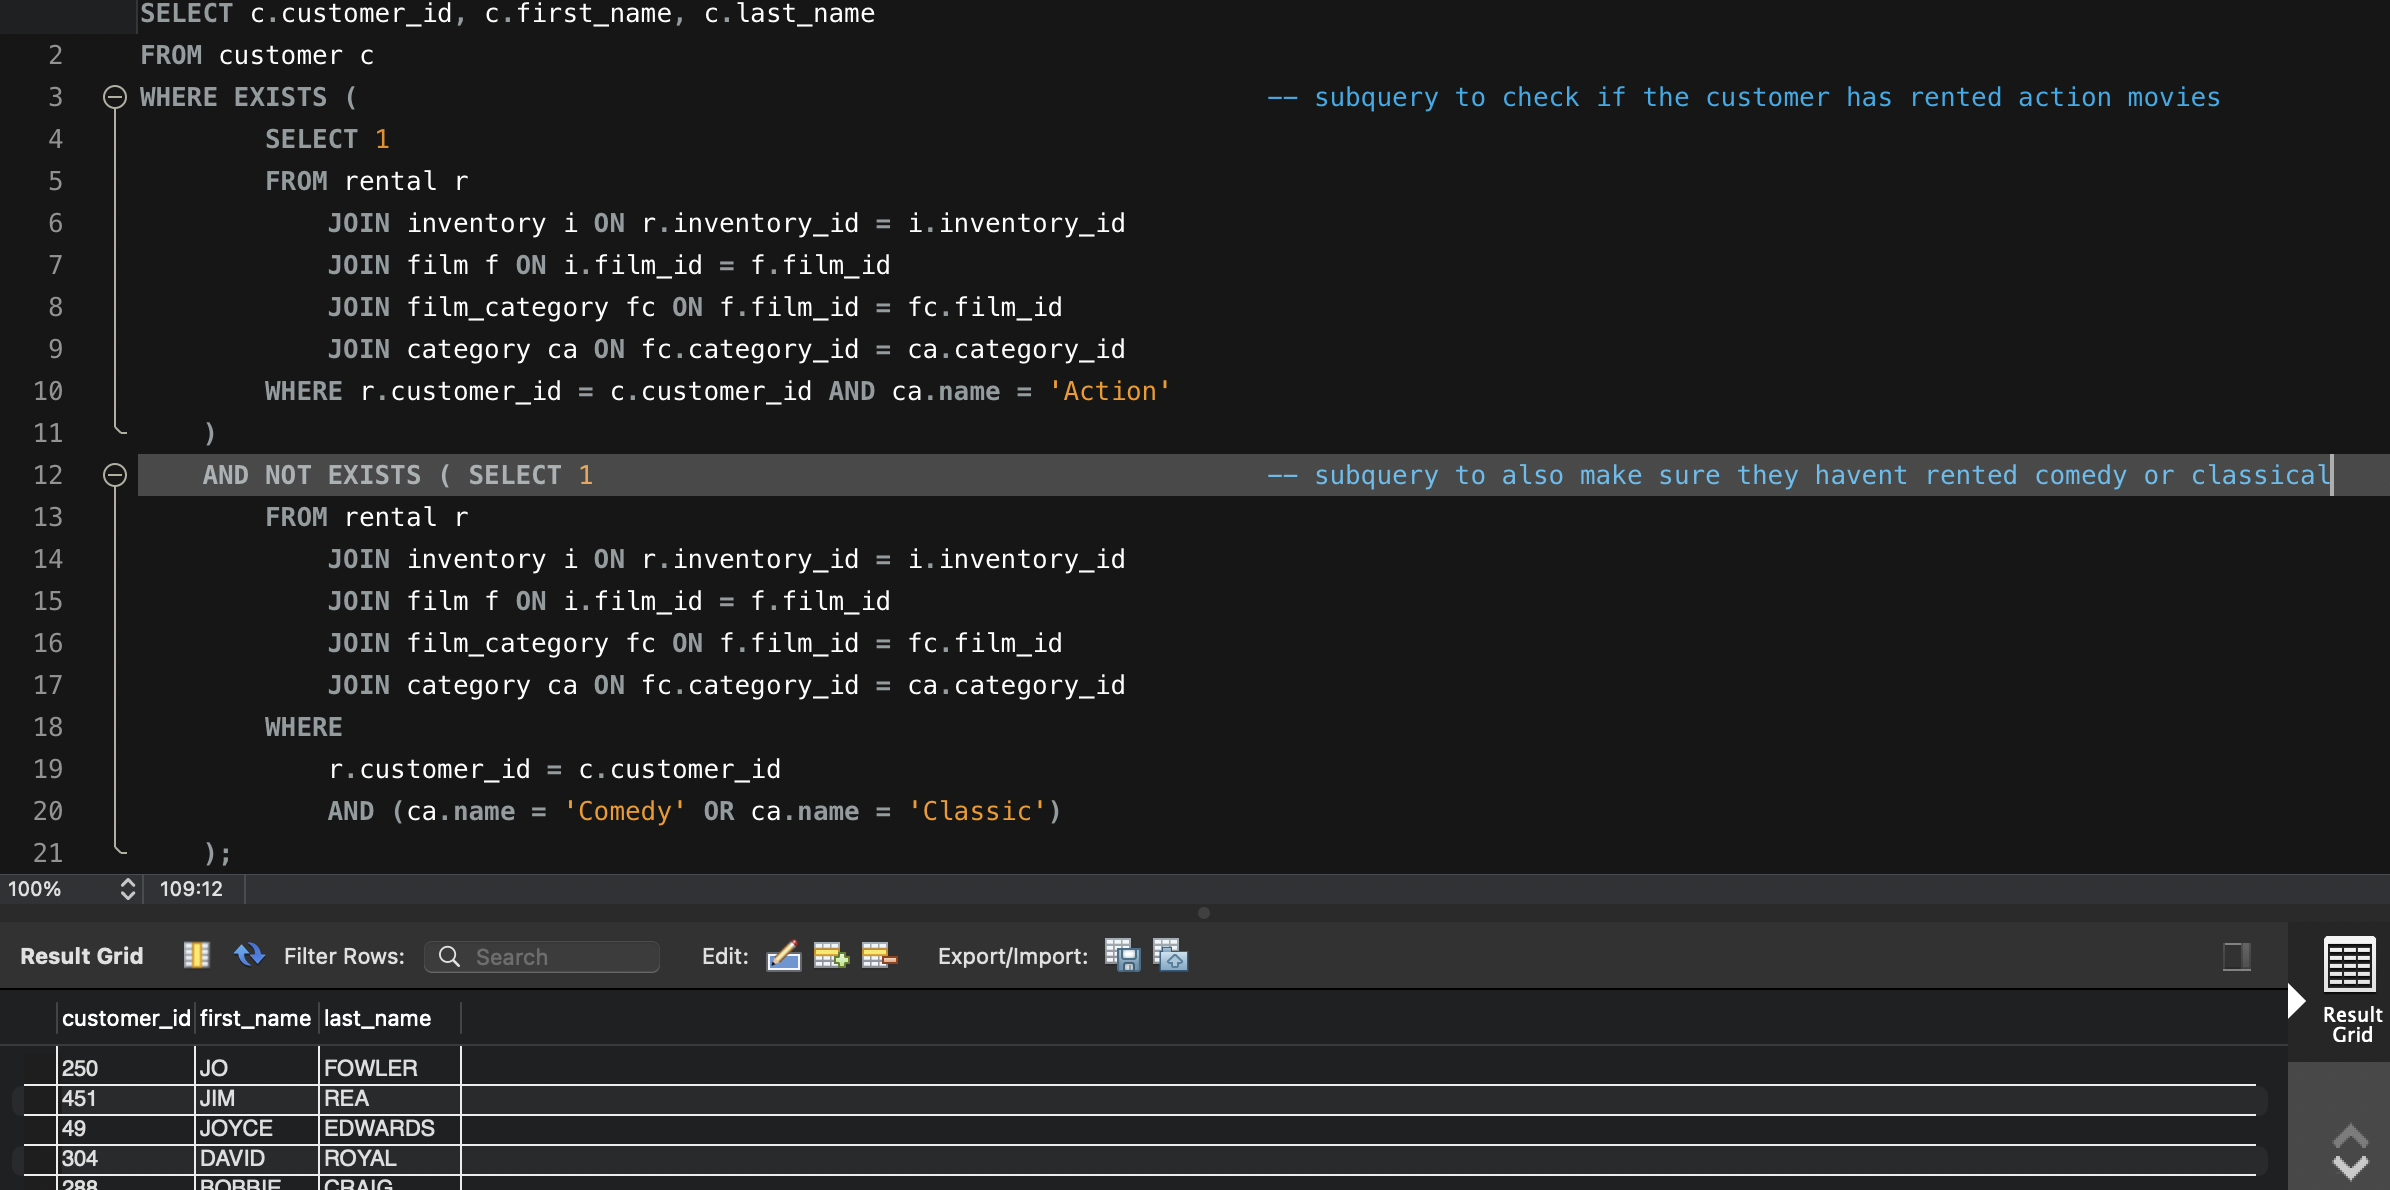 SELECT c.customer_id, c.first_name, c.last_name
2 FROM customer c
3 WHERE EXISTS ( -- subquery to check if the customer has rented action movies
4 SELECT 1
5 FROM rental r
6 JOIN inventory i ON r.inventory_id = i.inventory_id
7 JOIN film f ON i.film_id = f.film_id
8 JOIN film_category fc ON f.film_id = fc.film_id
9 JOIN category ca ON fc.category_id = ca.category_id
10 WHERE r.customer_id = c.customer_id AND ca.name = 'Action'
11 )
12 AND NOT EXISTS ( SELECT 1 -- subquery to also make sure they havent rented comedy or classical
13 FROM rental r
14 JOIN inventory i ON r.inventory_id = i.inventory_id
15 JOIN film f ON i.film_id = f.film_id
16 JOIN film_category fc ON f.film_id = fc.film_id
17 JOIN category ca ON fc.category_id = ca.category_id
18 WHERE
19 r.customer_id = c.customer_id
20 AND (ca.name = 'Comedy' OR ca.name = 'Classic')
21 );
100% 109:12
Result Grid Filter Rows: Search Edit: Export/Import:
customer_id first_name last_name
250 JO FOWLER
451 JIM REA
49 JOYCE EDWARDS
304 DAVID ROYAL
288 BOBBIE CRAIG
Result
Grid